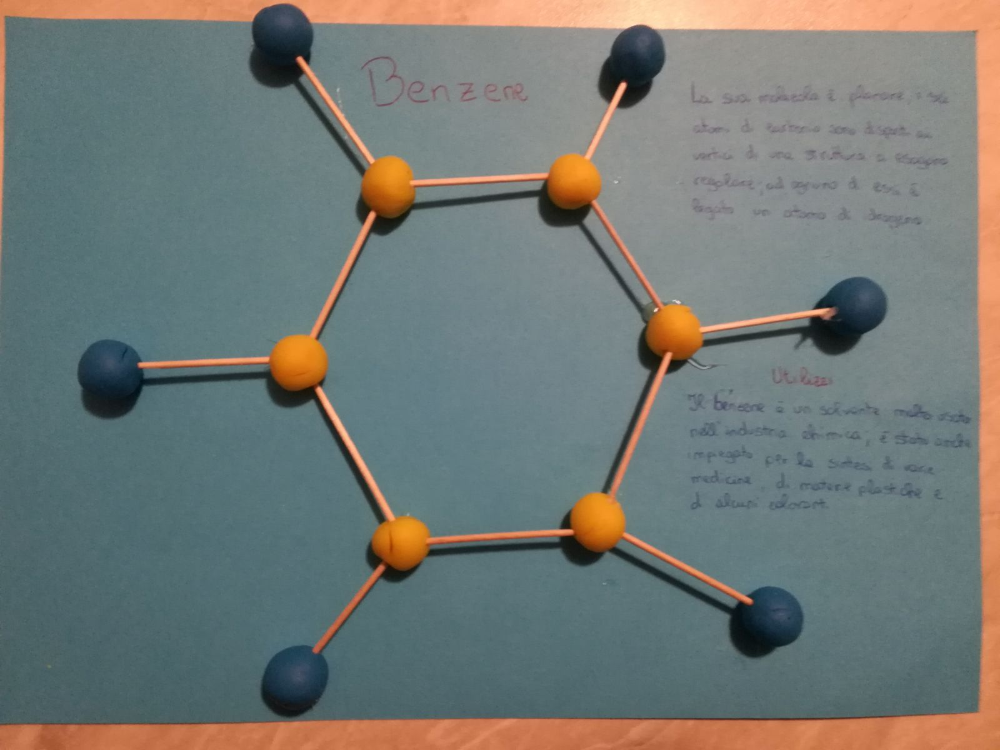 Benzene
La sua molecola è planare, i sei
atomi di carbonio sono disposti ai
vertici di una struttura a esagono
regolare, ad ognuno di essi è
legato un atomo di idrogeno
Utilizzi
Il benzene è un solvente molto usato
nell'industria chimica, è stato anche
impiegato per la sintesi di varie
medicine, di materie plastiche e
di alcuni coloranti.